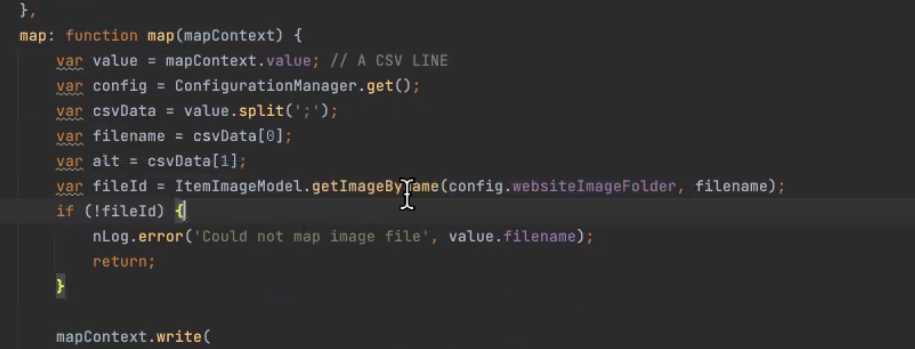 },
map: function map(mapContext) {
var value = mapContext.value; // A CSV LINE
var config = ConfigurationManager.get();
var csvData = value.split(';');
var filename = csvData[0];
var alt = csvData[1];
var fileId = ItemImageModel.getImageByName(config.websiteImageFolder, filename);
if (!fileId) {
nLog.error('Could not map image file', value.filename);
return;
}
mapContext.write(